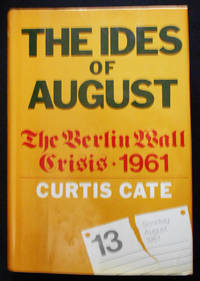 THE IDES
OF
AUGUST
The Berlin Wall
Crisis · 1961
CURTIS CATE
13
Sunday
August
1961